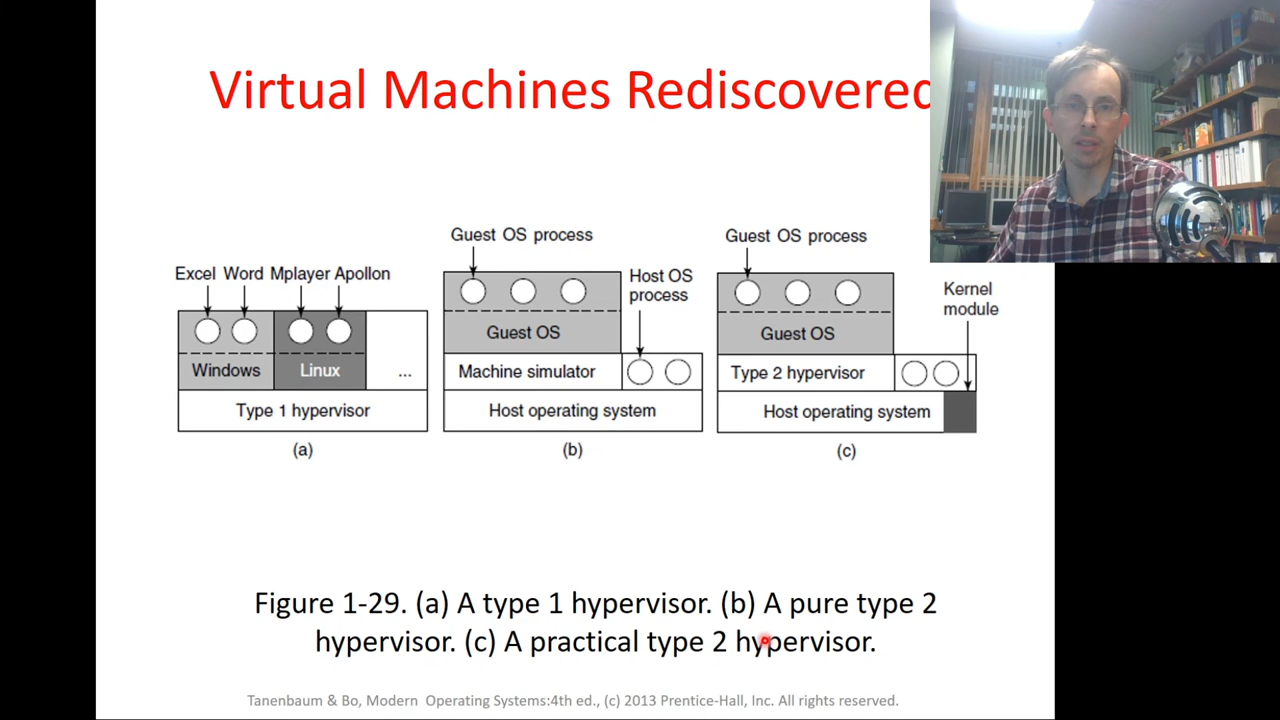 Virtual Machines Rediscovered
Excel Word Mplayer Apollon
Windows
Linux
...
Type 1 hypervisor
(a)
Guest OS process
Host OS
process
Guest OS
Machine simulator
Host operating system
(b)
Guest OS process
Kernel
module
Guest OS
Type 2 hypervisor
Host operating system
(c)
Figure 1-29. (a) A type 1 hypervisor. (b) A pure type 2
hypervisor. (c) A practical type 2 hypervisor.
Tanenbaum & Bo, Modern Operating Systems:4th ed., (c) 2013 Prentice-Hall, Inc. All rights reserved.